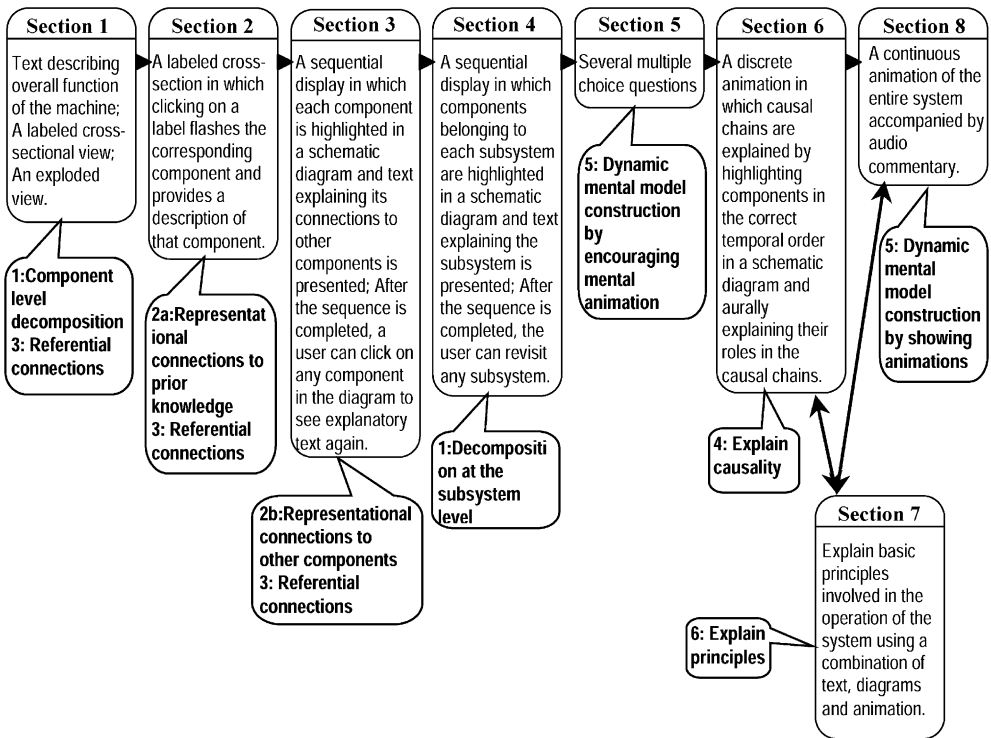 Section 1
Text describing
overall function
of the machine;
A labeled cross-
sectional view;
An exploded
view.
1:Component
level
decomposition
3: Referential
connections
Section 2
A labeled cross-
section in which
clicking on a
label flashes the
corresponding
component and
provides a
description of
that component.
2a:Representat
ional
connections to
prior
knowledge
3: Referential
connections
Section 3
A sequential
display in which
each component
is highlighted in
a schematic
diagram and text
explaining its
connections to
other
components is
presented; After
the sequence is
completed, a
user can click on
any component
in the diagram to
see explanatory
text again.
2b:Representational
connections to
other components
3: Referential
connections
Section 4
A sequential
display in which
components
belonging to
each subsystem
are highlighted
in a schematic
diagram and text
explaining the
subsystem is
presented; After
the sequence is
completed, the
user can revisit
any subsystem.
1:Decompositi
on at the
subsystem
level
Section 5
Several multiple
choice questions
5: Dynamic
mental model
construction
by
encouraging
mental
animation
Section 6
A discrete
animation in
which causal
chains are
explained by
highlighting
components in
the correct
temporal order
in a schematic
diagram and
aurally
explaining their
roles in the
causal chains.
4: Explain
causality
Section 8
A continuous
animation of the
entire system
accompanied by
audio
commentary.
5: Dynamic
mental
model
construction
by showing
animations
Section 7
Explain basic
principles
involved in the
operation of the
system using a
combination of
text, diagrams
and animation.
6: Explain
principles